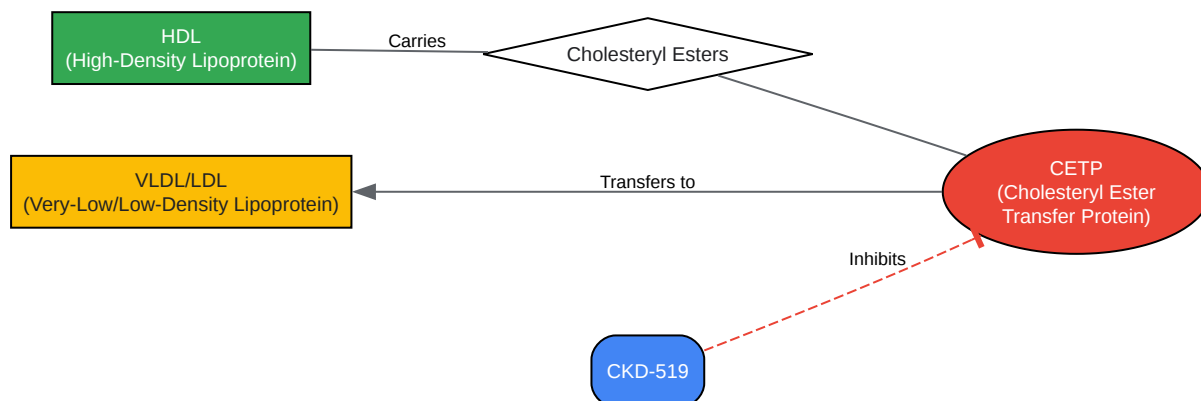 HDL
(High-Density Lipoprotein)
Carries
Cholesteryl Esters
VLDL/LDL
(Very-Low/Low-Density Lipoprotein)
Transfers to
CETP
(Cholesteryl Ester
Transfer Protein)
Inhibits
CKD-519